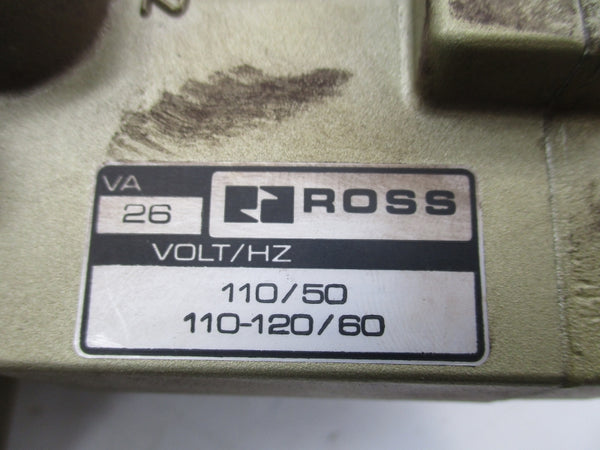 VA
26
ROSS
VOLT/HZ
110/50
110-120/60